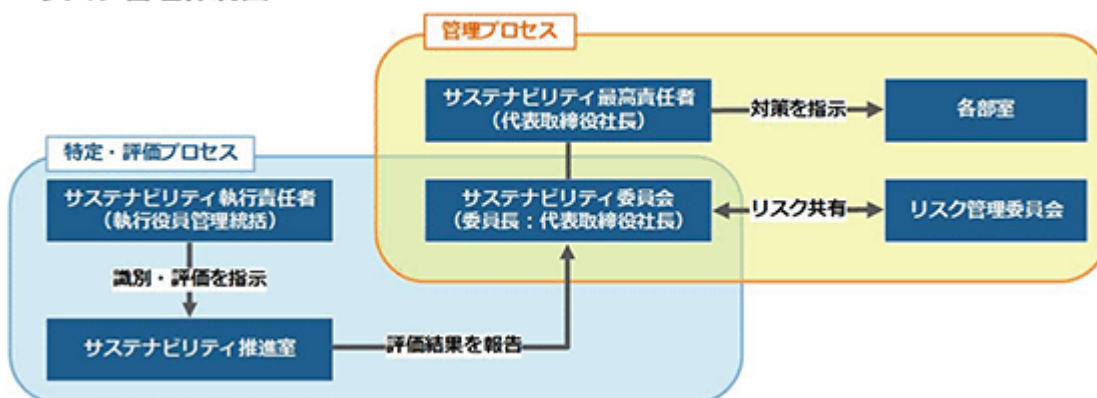 管理プロセス
サステナビリティ最高責任者
（代表取締役社長）
対策を指示
各部室
特定・評価プロセス
サステナビリティ執行責任者
（執行役員管理統括）
サステナビリティ委員会
（委員長：代表取締役社長）
リスク共有
リスク管理委員会
識別・評価を指示
サステナビリティ推進室
評価結果を報告